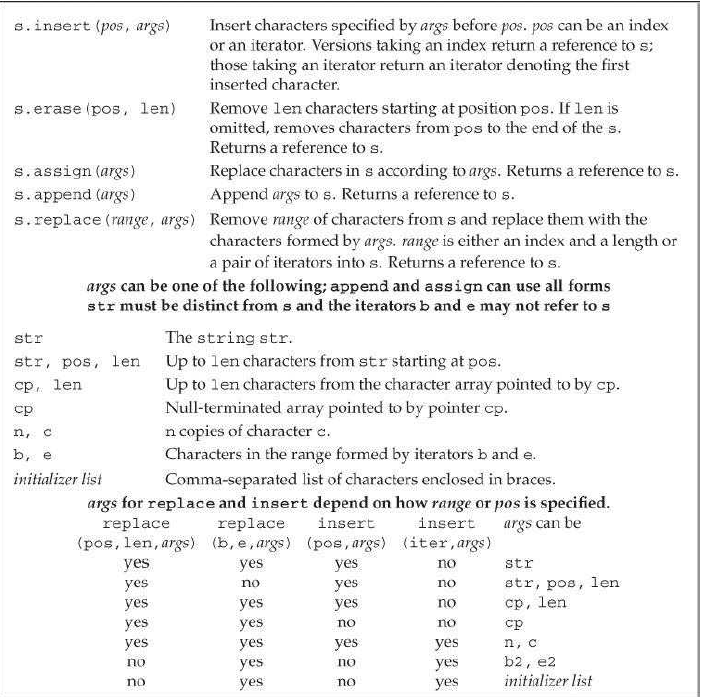 s.insert(pos, args) Insert characters specified by args before pos. pos can be an index
or an iterator. Versions taking an index return a reference to s;
those taking an iterator return an iterator denoting the first
inserted character.
s.erase(pos, len) Remove len characters starting at position pos. If len is
omitted, removes characters from pos to the end of the s.
Returns a reference to s.
s.assign(args) Replace characters in s according to args. Returns a reference to s.
s.append(args) Append args to s. Returns a reference to s.
s.replace(range, args) Remove range of characters from s and replace them with the
characters formed by args. range is either an index and a length or
a pair of iterators into s. Returns a reference to s.
args can be one of the following; append and assign can use all forms
str must be distinct from s and the iterators b and e may not refer to s
str The string str.
str, pos, len Up to len characters from str starting at pos.
cp, len Up to len characters from the character array pointed to by cp.
cp Null-terminated array pointed to by pointer cp.
n, c n copies of character c.
b, e Characters in the range formed by iterators b and e.
initializer list Comma-separated list of characters enclosed in braces.
args for replace and insert depend on how range or pos is specified.
replace replace insert insert args can be
(pos,len,args) (b,e,args) (pos,args) (iter,args)
yes yes yes no str
yes no yes no str, pos, len
yes yes yes no cp, len
yes yes no no cp
yes yes yes yes n, c
no yes no yes b2, e2
no yes no yes initializer list